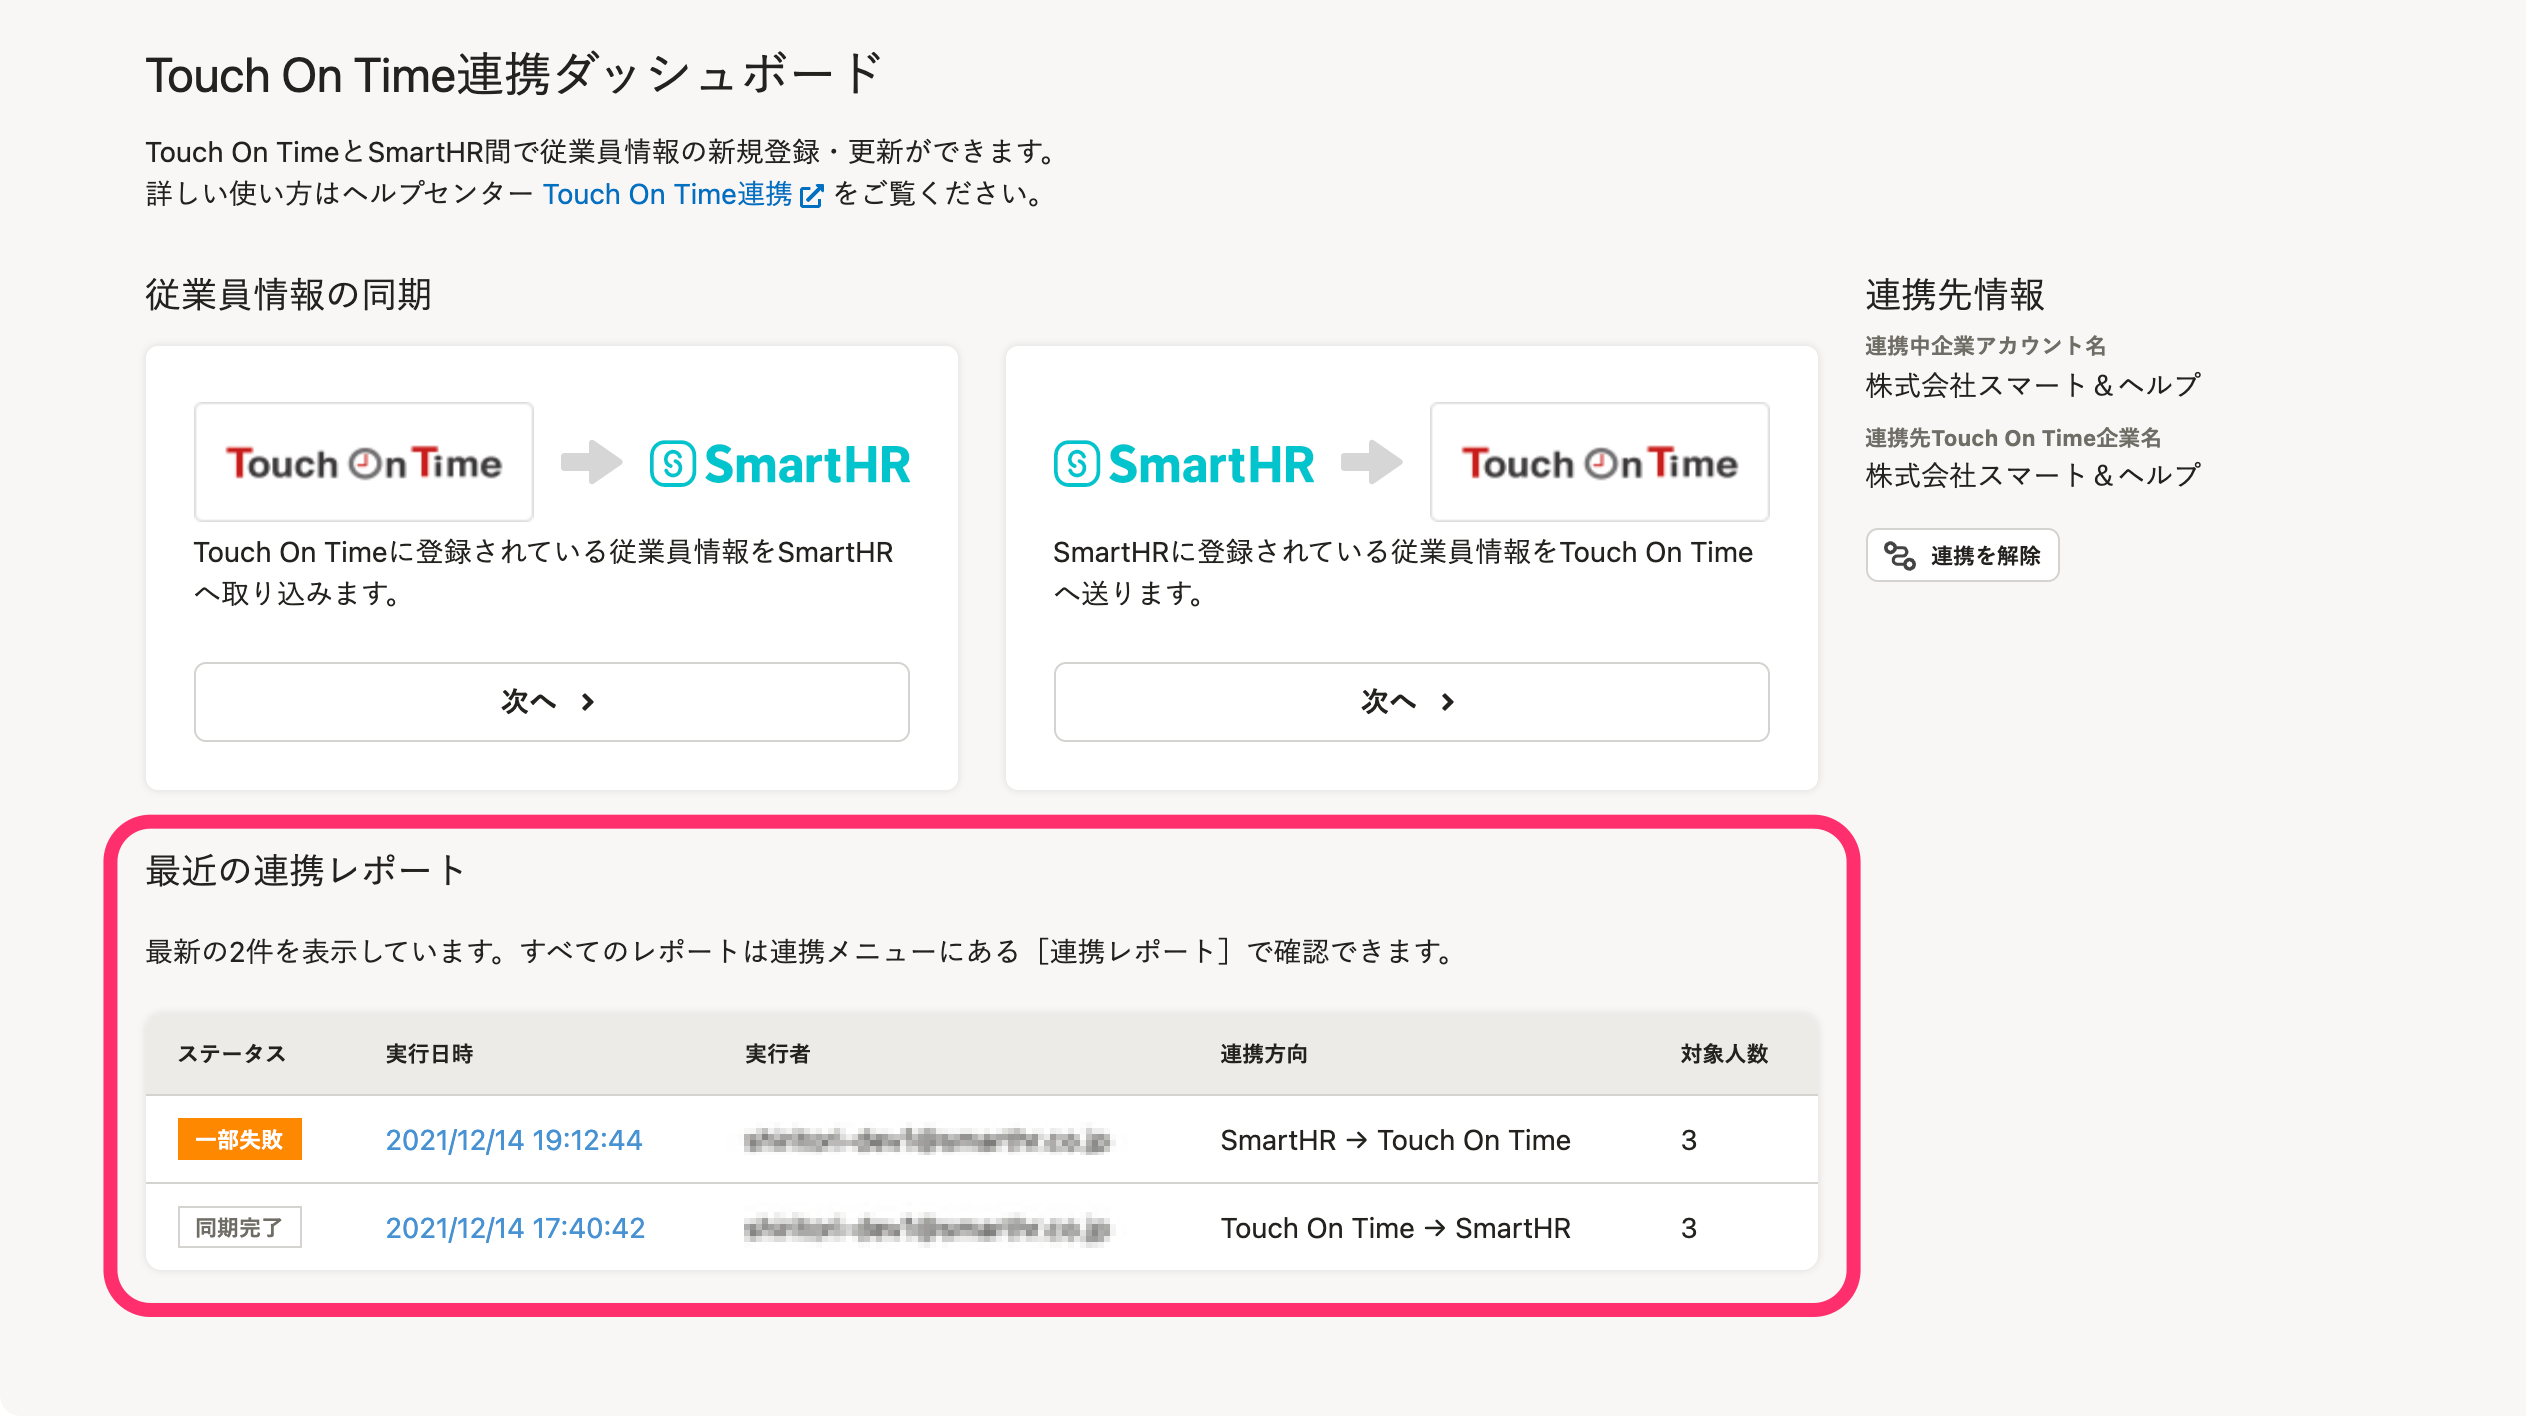 Touch On Time連携ダッシュボード
Touch On TimeとSmartHR間で従業員情報の新規登録・更新ができます。
詳しい使い方はヘルプセンター Touch On Time連携 をご覧ください。
従業員情報の同期
Touch On Time SmartHR
Touch On Timeに登録されている従業員情報をSmartHR
へ取り込みます。
次へ
SmartHR Touch On Time
SmartHRに登録されている従業員情報をTouch On Time
へ送ります。
次へ
連携先情報
連携中企業アカウント名
株式会社スマート＆ヘルプ
連携先Touch On Time企業名
株式会社スマート＆ヘルプ
連携を解除
最近の連携レポート
最新の2件を表示しています。すべてのレポートは連携メニューにある［連携レポート］で確認できます。
ステータス 実行日時 実行者 連携方向 対象人数
一部失敗 2021/12/14 19:12:44 SmartHR → Touch On Time 3
同期完了 2021/12/14 17:40:42 Touch On Time → SmartHR 3